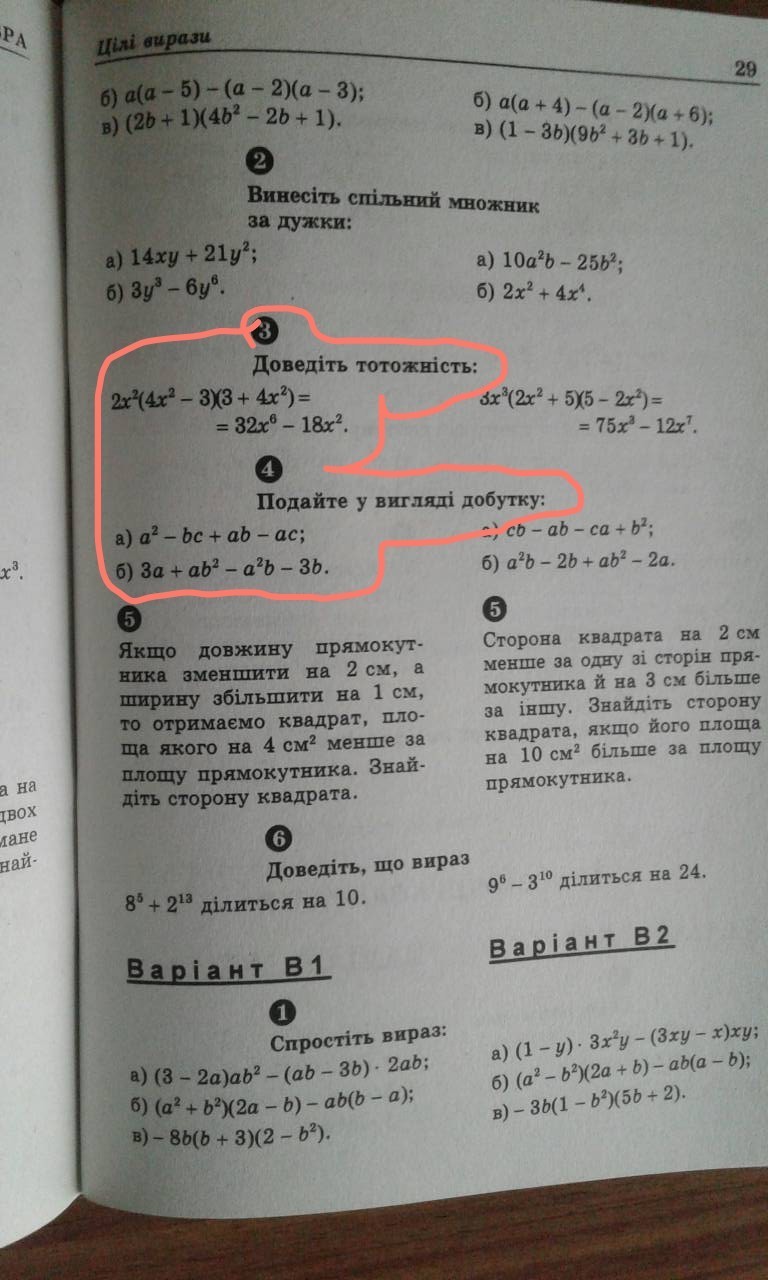 РА
Цілі вирази
29
б) a(a – 5) – (a – 2)(a – 3);
в) (2b + 1)(4b² – 2b + 1).
б) a(a + 4) – (a – 2)(a + 6);
в) (1 – 3b)(9b² + 3b + 1).
2
Винесіть спільний множник
за дужки:
а) 14xy + 21y²;
б) 3y³ – 6y⁶.
а) 10a²b – 25b²;
б) 2x² + 4x⁴.
3
Доведіть тотожність:
2x²(4x² – 3)(3 + 4x²) =
= 32x⁶ – 18x².
3x³(2x² + 5)(5 – 2x²) =
= 75x³ – 12x⁷.
4
Подайте у вигляді добутку:
а) a² – bc + ab – ac;
б) 3a + ab² – a²b – 3b.
а) cb – ab – ca + b²;
б) a²b – 2b + ab² – 2a.
x³.
5
Якщо довжину прямокут-
ника зменшити на 2 см, а
ширину збільшити на 1 см,
то отримаємо квадрат, пло-
ща якого на 4 см² менше за
площу прямокутника. Знай-
діть сторону квадрата.
5
Сторона квадрата на 2 см
менше за одну зі сторін пря-
мокутника й на 3 см більше
за іншу. Знайдіть сторону
квадрата, якщо його площа
на 10 см² більше за площу
прямокутника.
а на
двох
мане
най-
6
Доведіть, що вираз
8⁵ + 2¹³ ділиться на 10.
9⁶ – 3¹⁰ ділиться на 24.
Варіант В1
Варіант В2
1
Спростіть вираз:
а) (3 – 2a)ab² – (ab – 3b) · 2ab;
б) (a² + b²)(2a – b) – ab(b – a);
в) – 8b(b + 3)(2 – b²).
а) (1 – y) · 3x²y – (3xy – x)xy;
б) (a² – b²)(2a + b) – ab(a – b);
в) – 3b(1 – b²)(5b + 2).